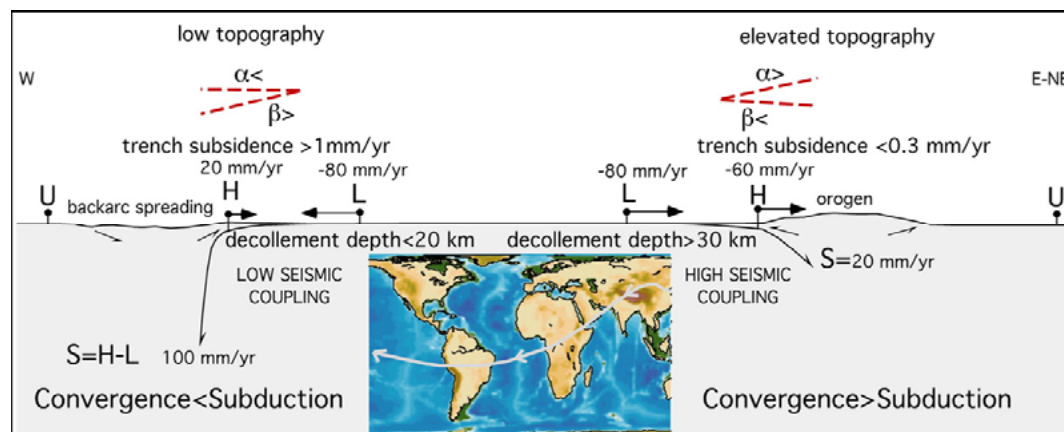 low topography
elevated topography
W
α<
α>
E-NE
β>
β<
trench subsidence >1mm/yr
trench subsidence <0.3 mm/yr
20 mm/yr
-80 mm/yr
-80 mm/yr
-60 mm/yr
U
backarc spreading
H
L
L
H
orogen
U
decollement depth<20 km
decollement depth>30 km
LOW SEISMIC
COUPLING
HIGH SEISMIC
COUPLING
S=20 mm/yr
S=H-L
100 mm/yr
Convergence<Subduction
Convergence>Subduction